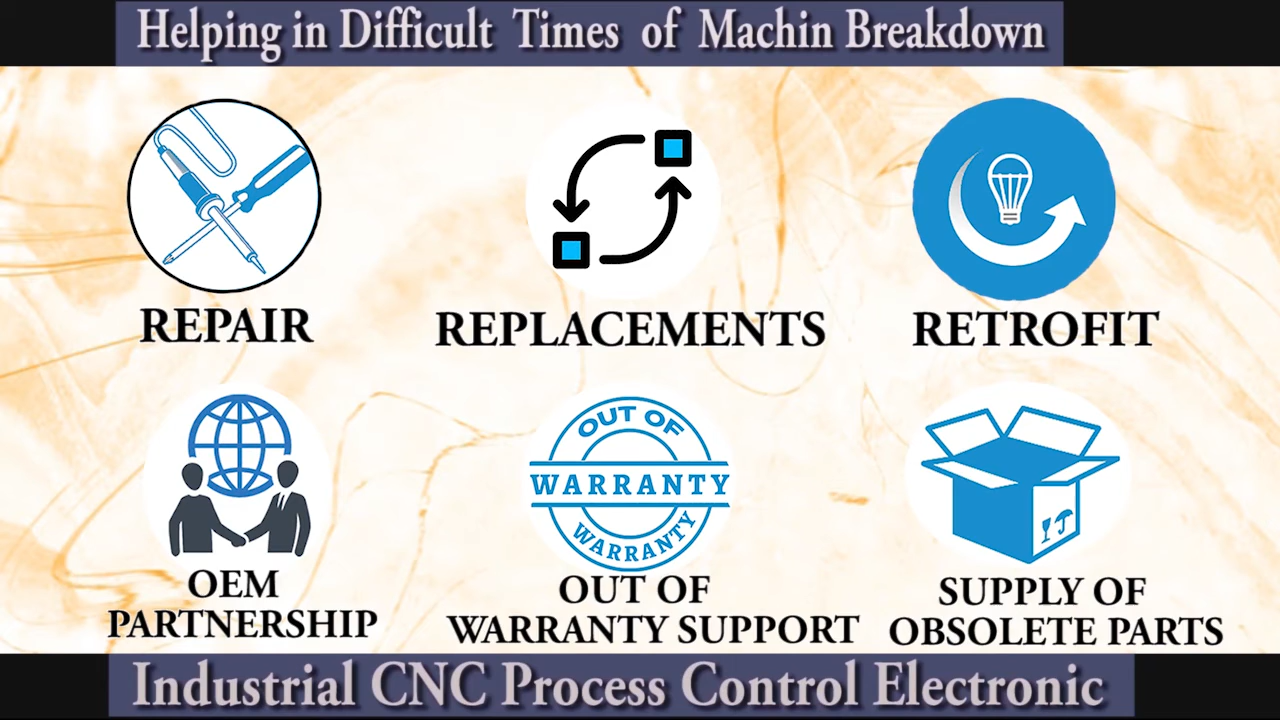 Helping in Difficult Times of Machin Breakdown
REPAIR
REPLACEMENTS
RETROFIT
OUT OF
WARRANTY
WARRANTY
OEM
PARTNERSHIP
OUT OF
WARRANTY SUPPORT
SUPPLY OF
OBSOLETE PARTS
Industrial CNC Process Control Electronic